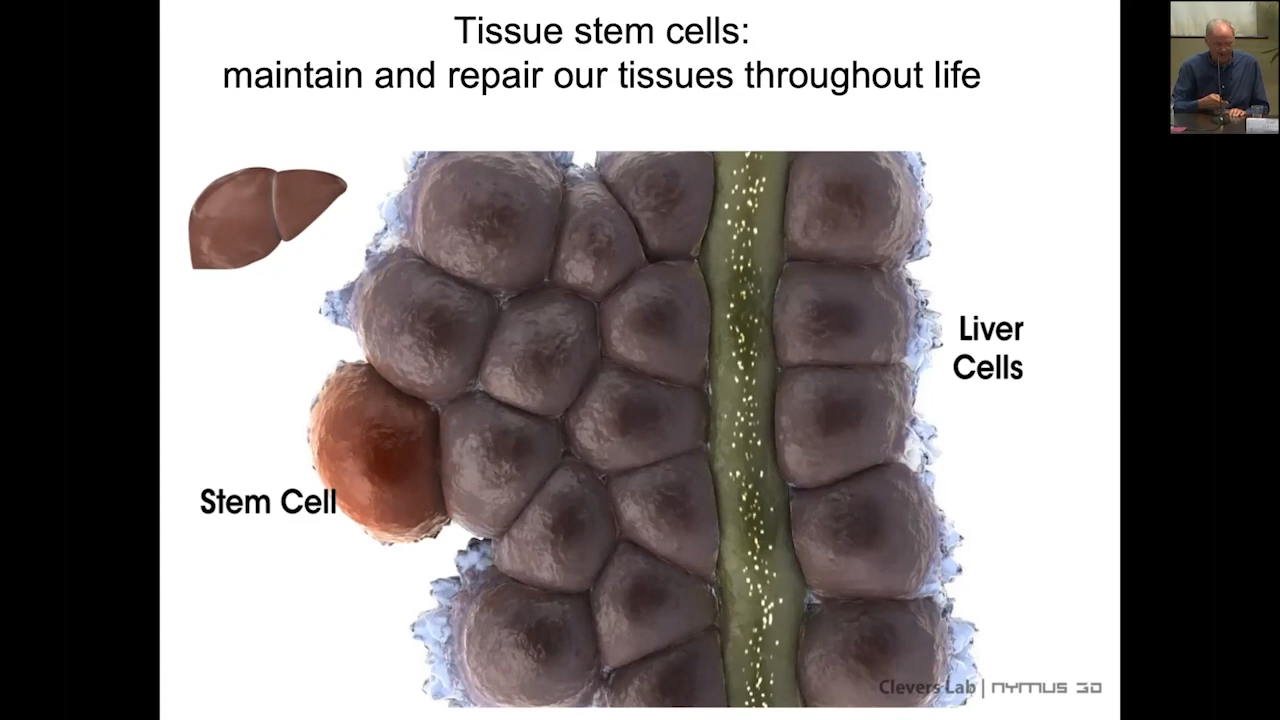 Tissue stem cells:
maintain and repair our tissues throughout life
Liver
Cells
Stem Cell
Clevers Lab | NYMUS 3D